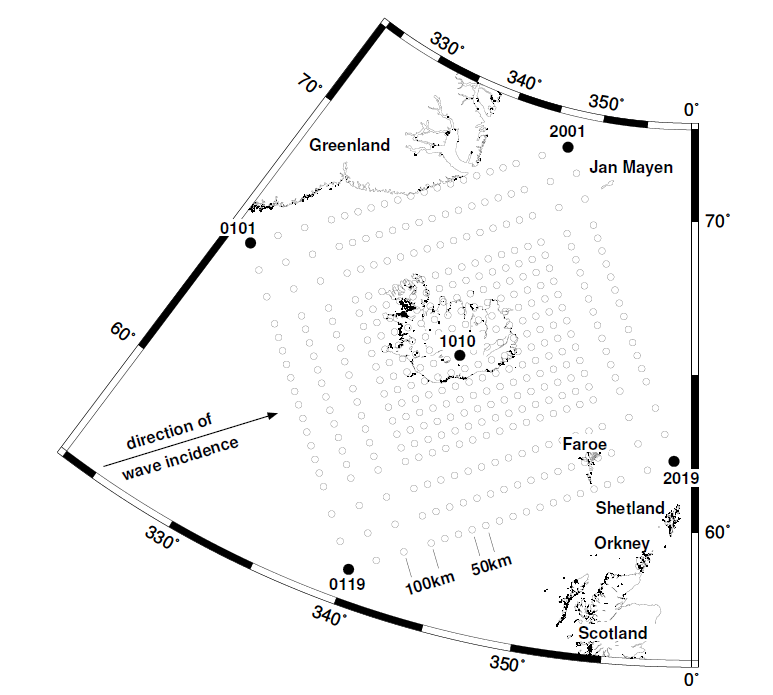 330°
340°
350°
0°
70°
2001
Greenland
Jan Mayen
70°
0101
60°
1010
direction of
wave incidence
Faroe
2019
Shetland
330°
60°
Orkney
50km
100km
0119
340°
Scotland
350°
0°